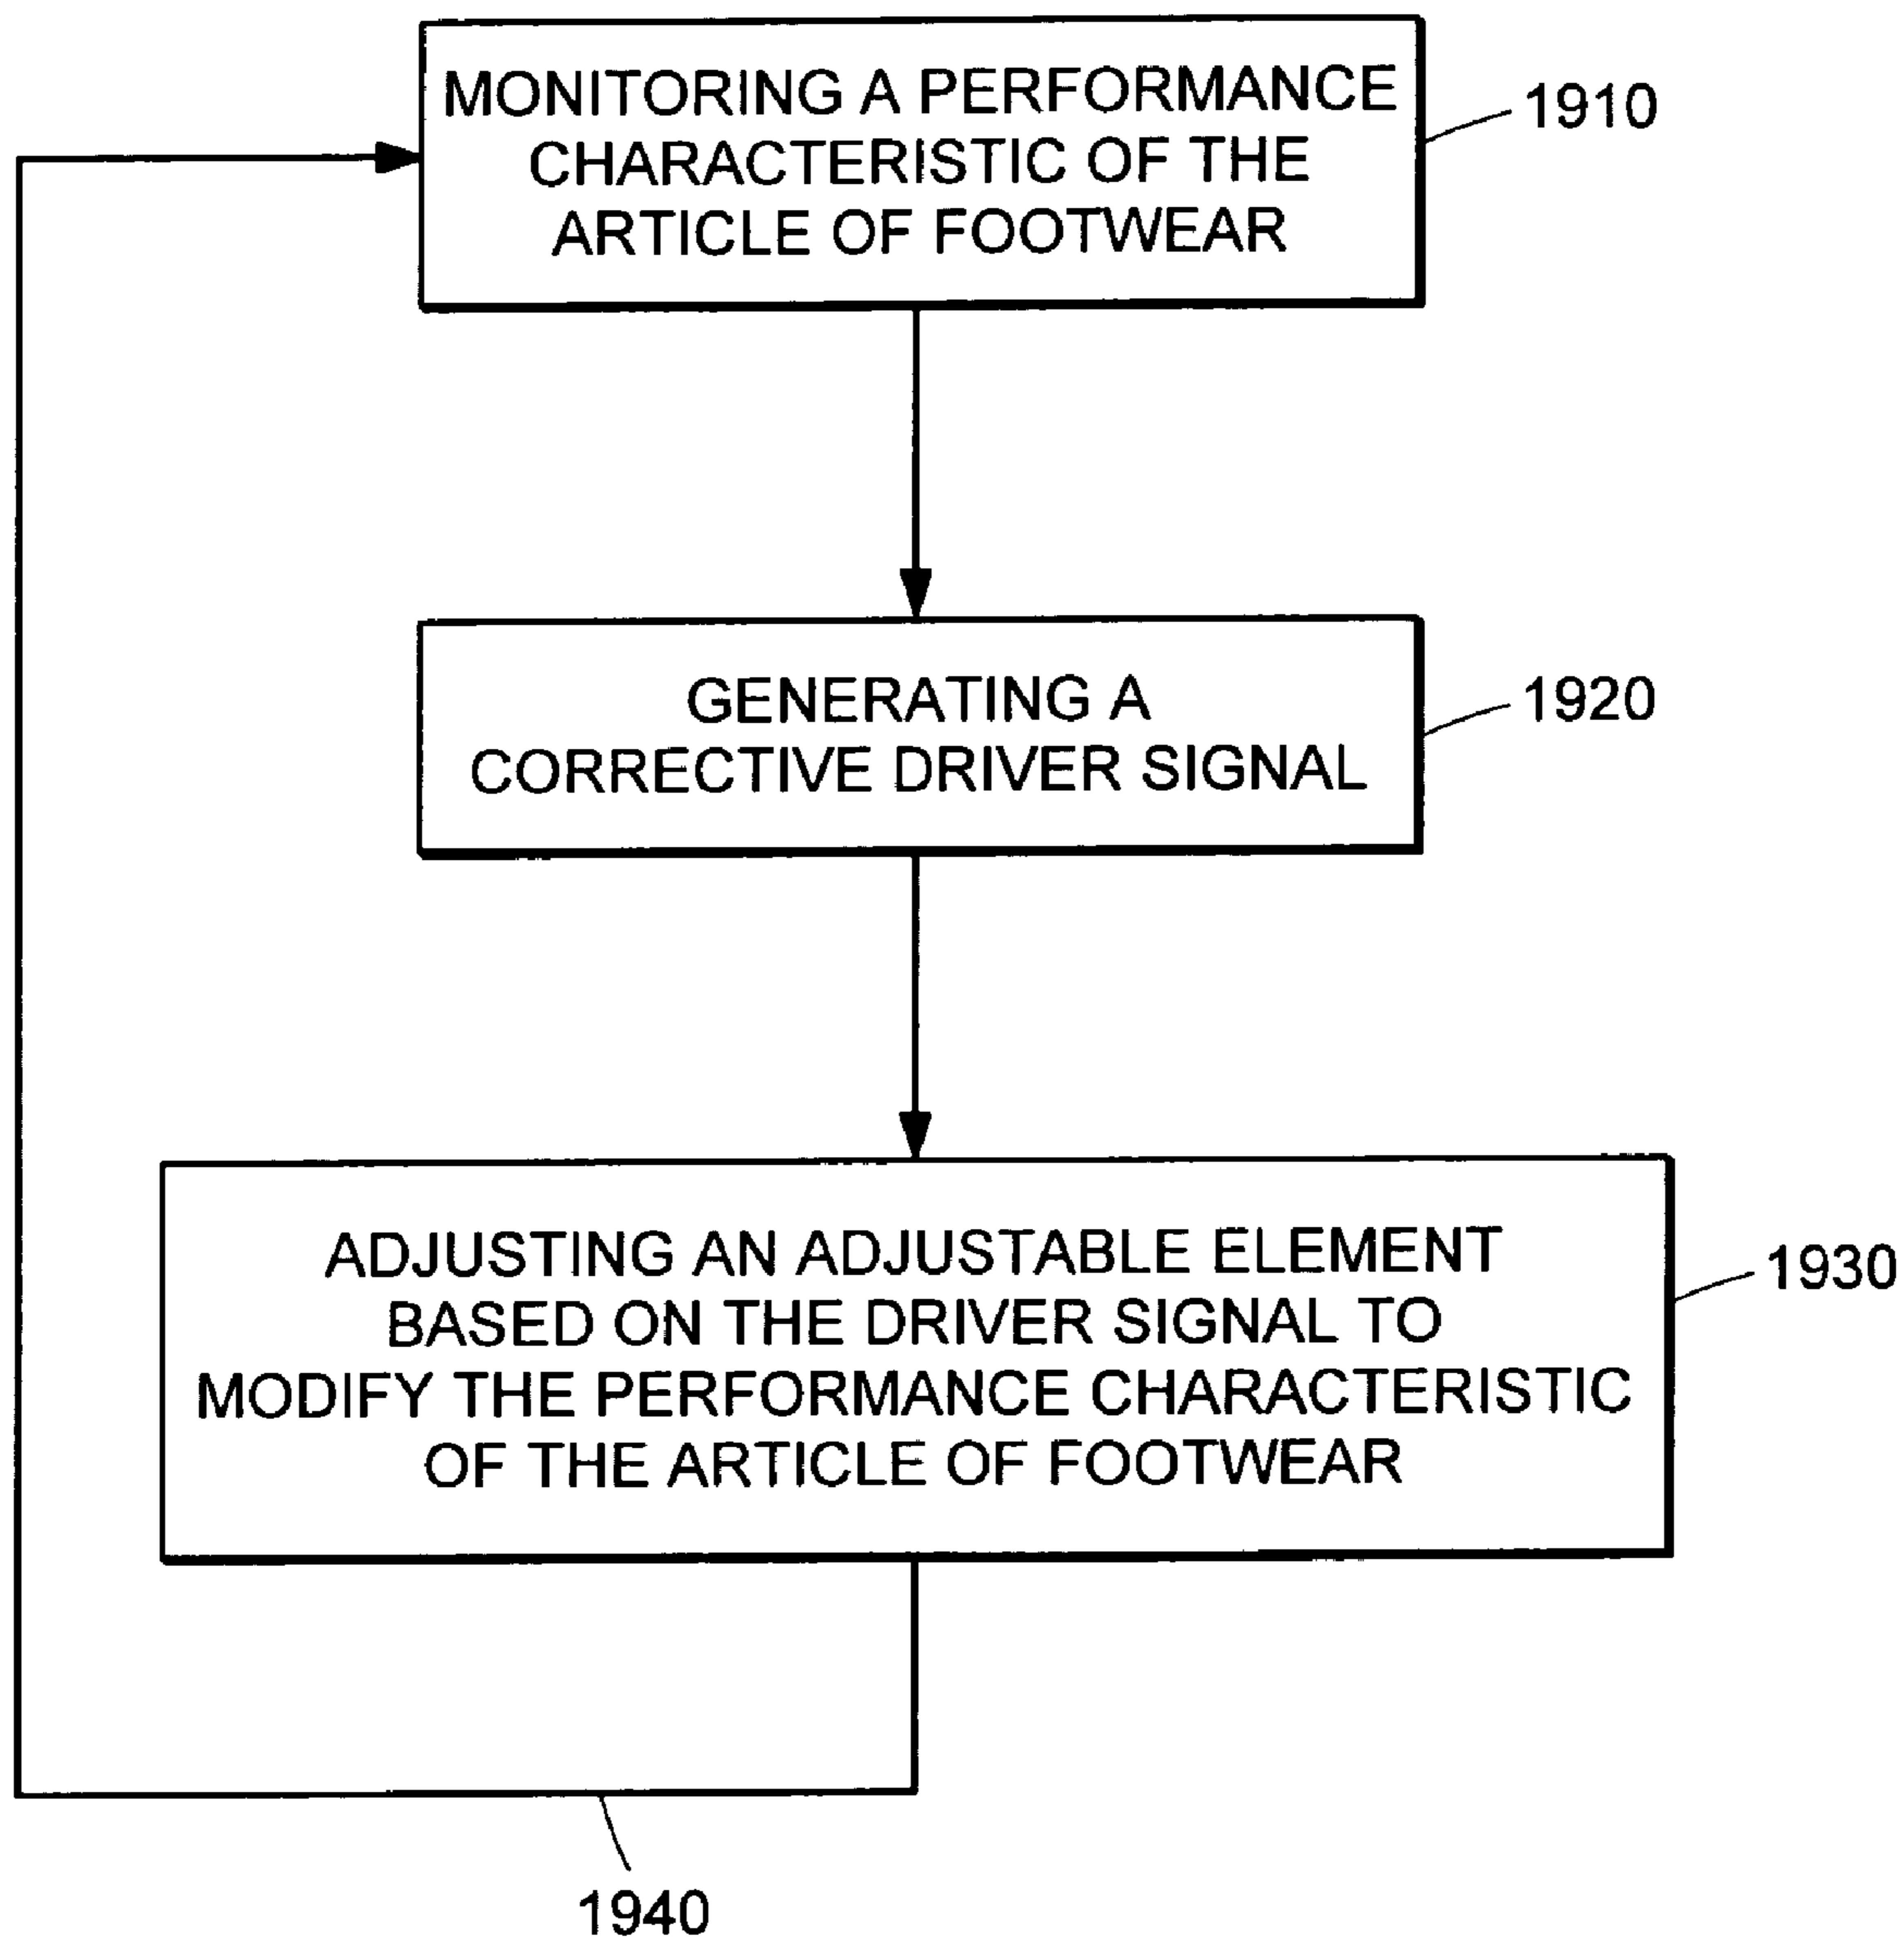 MONITORING A PERFORMANCE
CHARACTERISTIC OF THE
ARTICLE OF FOOTWEAR
1910
GENERATING A
CORRECTIVE DRIVER SIGNAL
1920
ADJUSTING AN ADJUSTABLE ELEMENT
BASED ON THE DRIVER SIGNAL TO
MODIFY THE PERFORMANCE CHARACTERISTIC
OF THE ARTICLE OF FOOTWEAR
1930
1940